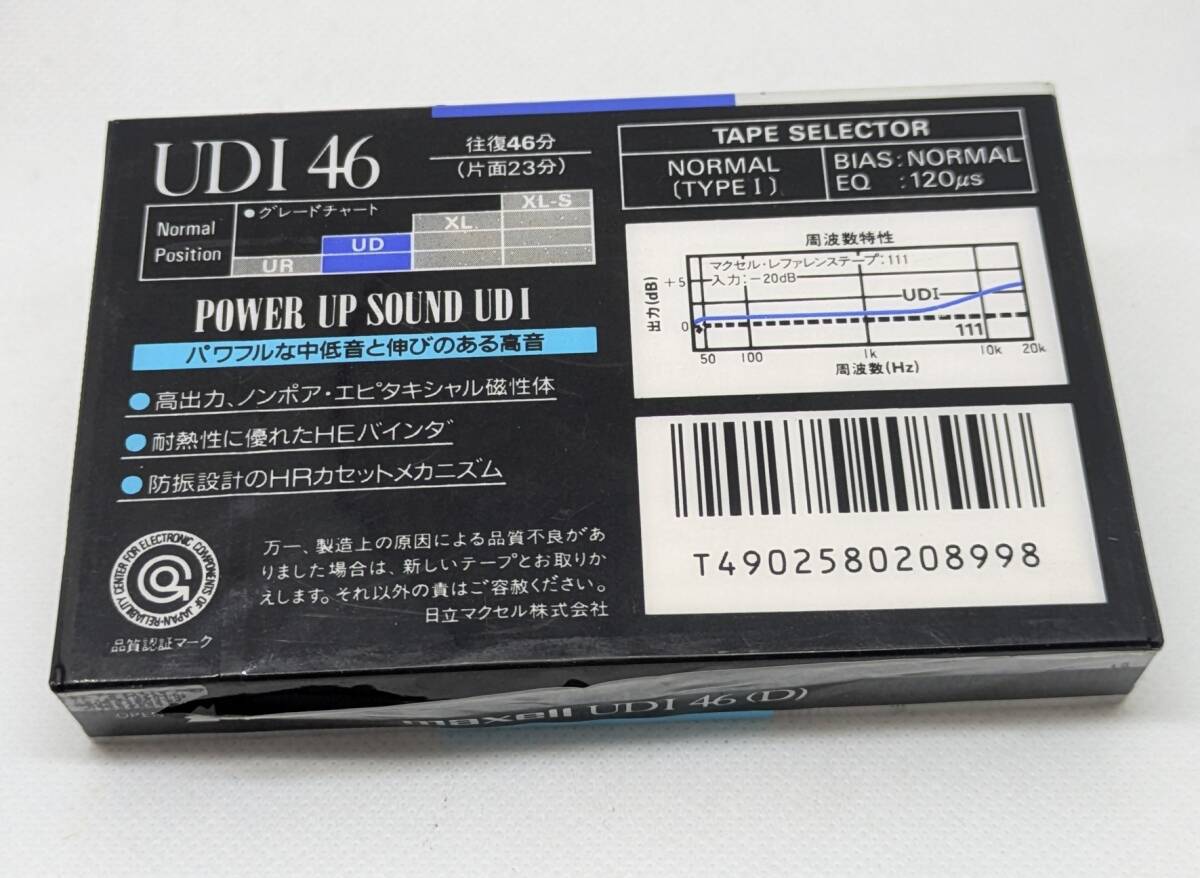 UDI 46
往復46分
(片面23分)
Normal
Position
●グレードチャート
UR
UD
XL
XL-S
POWER UP SOUND UD I
パワフルな中低音と伸びのある高音
●高出力、ノンポア・エピタキシャル磁性体
●耐熱性に優れたHEバインダ
●防振設計のHRカセットメカニズム
RELIABILITY CENTER FOR ELECTRONIC COMPONENTS OF JAPAN
品質認証マーク
万一、製造上の原因による品質不良があ
りました場合は、新しいテープとお取りか
えします。それ以外の責はご容赦ください。
日立マクセル株式会社
TAPE SELECTOR
NORMAL
(TYPE I)
BIAS:NORMAL
EQ :120μs
周波数特性
マクセル・レファレンステープ:111
入力:−20dB
出力(dB)
+5
0
UDI
111
50 100 1k 10k 20k
周波数(Hz)
T4902580208998
maxell UDI 46 (D)